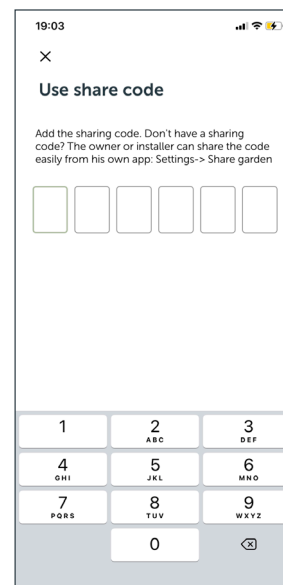 19:03
Use share code
Add the sharing code. Don't have a sharing
code? The owner or installer can share the code
easily from his own app: Settings-> Share garden
1
2
ABC
3
DEF
4
GHI
5
JKL
6
MNO
7
PQRS
8
TUV
9
WXYZ
0